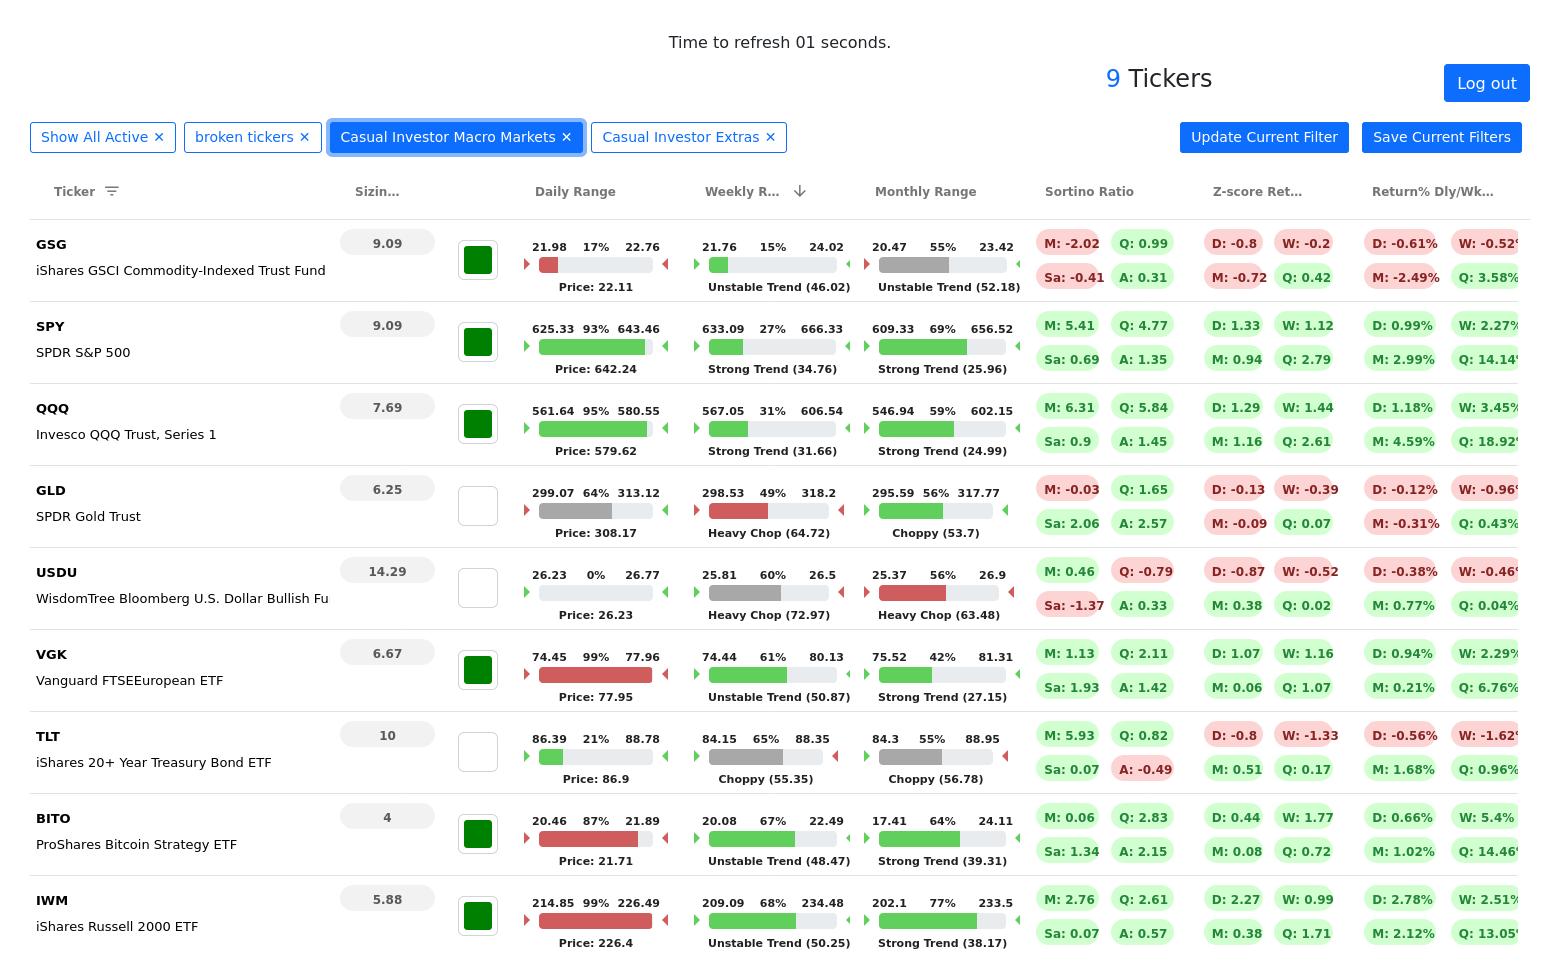 Time to refresh 01 seconds.
9 Tickers
Log out
Show All Active ✕ broken tickers ✕ Casual Investor Macro Markets ✕ Casual Investor Extras ✕ Update Current Filter Save Current Filters
Ticker Sizin… Daily Range Weekly R… Monthly Range Sortino Ratio Z-score Ret… Return% Dly/Wk…
GSG 9.09 21.98 17% 22.76 21.76 15% 24.02 20.47 55% 23.42 M: -2.02 Q: 0.99 D: -0.8 W: -0.2 D: -0.61% W: -0.52%
iShares GSCI Commodity-Indexed Trust Fund Price: 22.11 Unstable Trend (46.02) Unstable Trend (52.18) Sa: -0.41 A: 0.31 M: -0.72 Q: 0.42 M: -2.49% Q: 3.58%
SPY 9.09 625.33 93% 643.46 633.09 27% 666.33 609.33 69% 656.52 M: 5.41 Q: 4.77 D: 1.33 W: 1.12 D: 0.99% W: 2.27%
SPDR S&P 500 Price: 642.24 Strong Trend (34.76) Strong Trend (25.96) Sa: 0.69 A: 1.35 M: 0.94 Q: 2.79 M: 2.99% Q: 14.14%
QQQ 7.69 561.64 95% 580.55 567.05 31% 606.54 546.94 59% 602.15 M: 6.31 Q: 5.84 D: 1.29 W: 1.44 D: 1.18% W: 3.45%
Invesco QQQ Trust, Series 1 Price: 579.62 Strong Trend (31.66) Strong Trend (24.99) Sa: 0.9 A: 1.45 M: 1.16 Q: 2.61 M: 4.59% Q: 18.92%
GLD 6.25 299.07 64% 313.12 298.53 49% 318.2 295.59 56% 317.77 M: -0.03 Q: 1.65 D: -0.13 W: -0.39 D: -0.12% W: -0.96%
SPDR Gold Trust Price: 308.17 Heavy Chop (64.72) Choppy (53.7) Sa: 2.06 A: 2.57 M: -0.09 Q: 0.07 M: -0.31% Q: 0.43%
USDU 14.29 26.23 0% 26.77 25.81 60% 26.5 25.37 56% 26.9 M: 0.46 Q: -0.79 D: -0.87 W: -0.52 D: -0.38% W: -0.46%
WisdomTree Bloomberg U.S. Dollar Bullish Fu Price: 26.23 Heavy Chop (72.97) Heavy Chop (63.48) Sa: -1.37 A: 0.33 M: 0.38 Q: 0.02 M: 0.77% Q: 0.04%
VGK 6.67 74.45 99% 77.96 74.44 61% 80.13 75.52 42% 81.31 M: 1.13 Q: 2.11 D: 1.07 W: 1.16 D: 0.94% W: 2.29%
Vanguard FTSEEuropean ETF Price: 77.95 Unstable Trend (50.87) Strong Trend (27.15) Sa: 1.93 A: 1.42 M: 0.06 Q: 1.07 M: 0.21% Q: 6.76%
TLT 10 86.39 21% 88.78 84.15 65% 88.35 84.3 55% 88.95 M: 5.93 Q: 0.82 D: -0.8 W: -1.33 D: -0.56% W: -1.62%
iShares 20+ Year Treasury Bond ETF Price: 86.9 Choppy (55.35) Choppy (56.78) Sa: 0.07 A: -0.49 M: 0.51 Q: 0.17 M: 1.68% Q: 0.96%
BITO 4 20.46 87% 21.89 20.08 67% 22.49 17.41 64% 24.11 M: 0.06 Q: 2.83 D: 0.44 W: 1.77 D: 0.66% W: 5.4%
ProShares Bitcoin Strategy ETF Price: 21.71 Unstable Trend (48.47) Strong Trend (39.31) Sa: 1.34 A: 2.15 M: 0.08 Q: 0.72 M: 1.02% Q: 14.46%
IWM 5.88 214.85 99% 226.49 209.09 68% 234.48 202.1 77% 233.5 M: 2.76 Q: 2.61 D: 2.27 W: 0.99 D: 2.78% W: 2.51%
iShares Russell 2000 ETF Price: 226.4 Unstable Trend (50.25) Strong Trend (38.17) Sa: 0.07 A: 0.57 M: 0.38 Q: 1.71 M: 2.12% Q: 13.05%